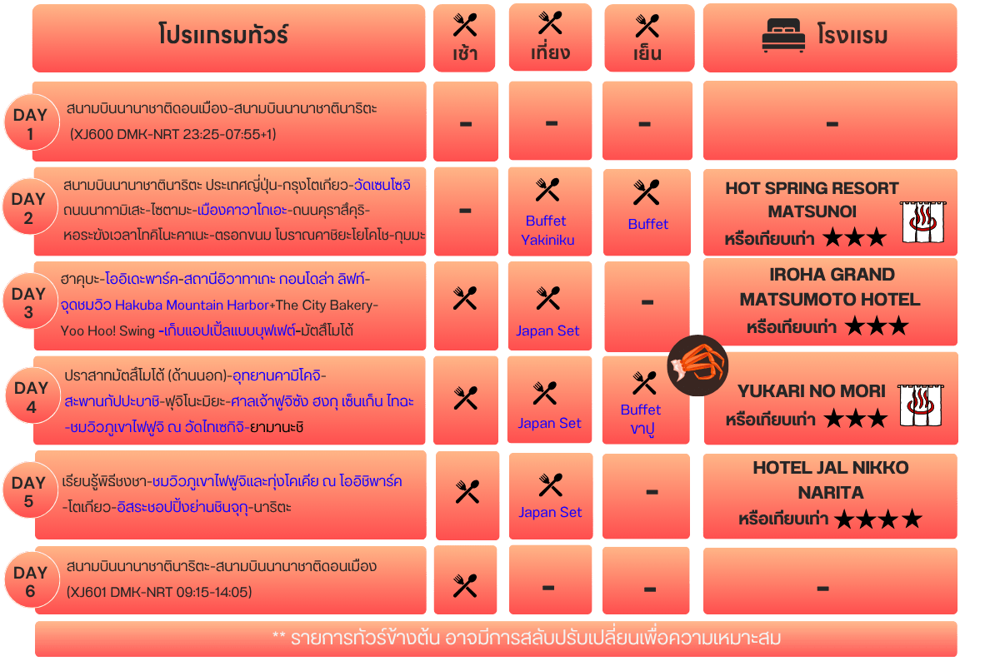 โปรแกรมทัวร์
เช้า
เที่ยง
เย็น
โรงแรม
DAY
1
สนามบินนานาชาติดอนเมือง-สนามบินนานาชาตินาริตะ
(XJ600 DMK-NRT 23:25-07:55+1)
-
-
-
-
DAY
2
สนามบินนานาชาตินาริตะ ประเทศญี่ปุ่น-กรุงโตเกียว-วัดเซนโซจิ
ถนนนากามิเสะ-ไซตามะ-เมืองคาวาโกเอะ-ถนนคุราสึคุริ-
หอระฆังเวลาโทคิโนะคาเนะ-ตรอกขนม โบราณคาชิยะโยโคโช-กุมมะ
-
Buffet
Yakiniku
Buffet
HOT SPRING RESORT
MATSUNOI
หรือเทียบเท่า ★★★
DAY
3
ฮาคุบะ-โออิเดะพาร์ค-สถานีอิวาทาเกะ กอนโดล่า ลิฟท์-
จุดชมวิว Hakuba Mountain Harbor+The City Bakery-
Yoo Hoo! Swing -เก็บแอปเปิ้ลแบบบุฟเฟต์-มัตสึโมโต้
Japan Set
-
IROHA GRAND
MATSUMOTO HOTEL
หรือเทียบเท่า ★★★
DAY
4
ปราสาทมัตสึโมโต้ (ด้านนอก)-อุทยานคามิโคจิ-
สะพานกัปปะบาชิ-ฟุจิโนะมิยะ-ศาลเจ้าฟูจิซัง ฮงกุ เซ็นเก็น ไทฉะ
-ชมวิวภูเขาไฟฟูจิ ณ วัดไทเซกิจิ-ยามานะชิ
Japan Set
Buffet
ขาปู
YUKARI NO MORI
หรือเทียบเท่า ★★★
DAY
5
เรียนรู้พิธีชงชา-ชมวิวภูเขาไฟฟูจิและทุ่งโคเคีย ณ โออิชิพาร์ค
-โตเกียว-อิสระชอปปิ้งย่านชินจุกุ-นาริตะ
Japan Set
-
HOTEL JAL NIKKO
NARITA
หรือเทียบเท่า ★★★★
DAY
6
สนามบินนานาชาตินาริตะ-สนามบินนานาชาติดอนเมือง
(XJ601 DMK-NRT 09:15-14:05)
-
-
-
** รายการทัวร์ข้างต้น อาจมีการสลับปรับเปลี่ยนเพื่อความเหมาะสม